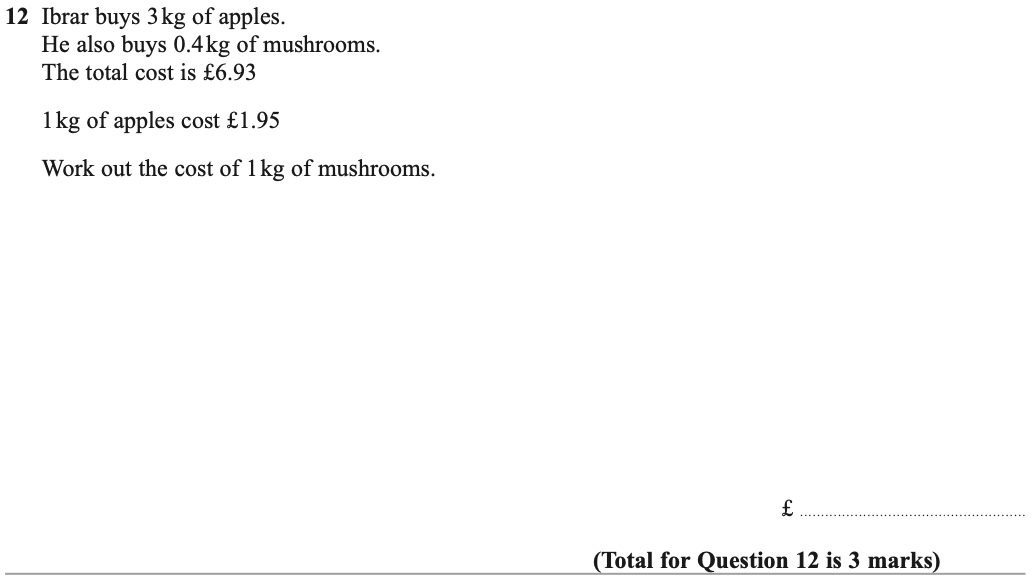 12 Ibrar buys 3 kg of apples.
He also buys 0.4 kg of mushrooms.
The total cost is £6.93
1 kg of apples cost £1.95
Work out the cost of 1 kg of mushrooms.
£ ......................................................
(Total for Question 12 is 3 marks)